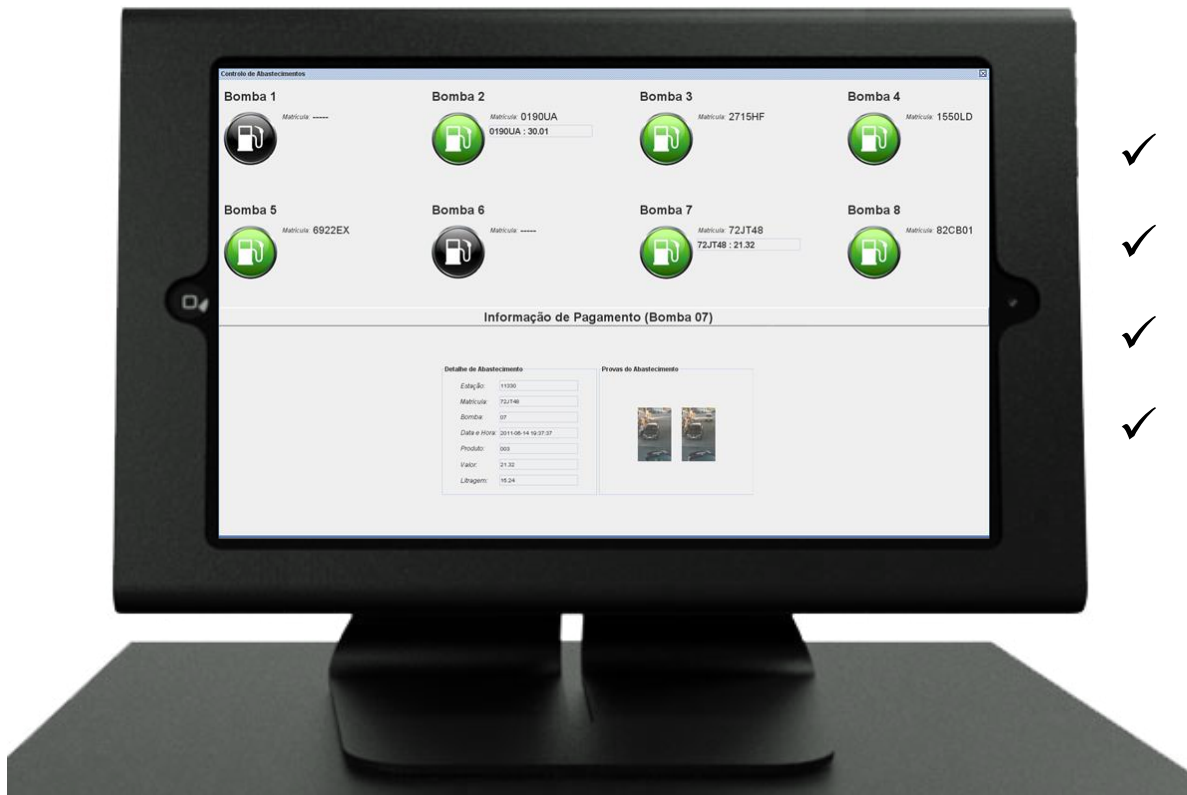 Controlo de Abastecimentos
Bomba 1
Matrícula: -----
Bomba 2
Matrícula: 0190UA
0190UA : 30.01
Bomba 3
Matrícula: 2715HF
Bomba 4
Matrícula: 1550LD
Bomba 5
Matrícula: 6922EX
Bomba 6
Matrícula: -----
Bomba 7
Matrícula: 72JT48
72JT48 : 21.32
Bomba 8
Matrícula: 82CB01
Informação de Pagamento (Bomba 07)
Detalhe de Abastecimento
Estação: 11330
Matrícula: 72JT48
Bomba: 07
Data e Hora: 2011-06-14 19:37:37
Produto: 003
Valor: 21.32
Litragem: 15.24
Provas do Abastecimento